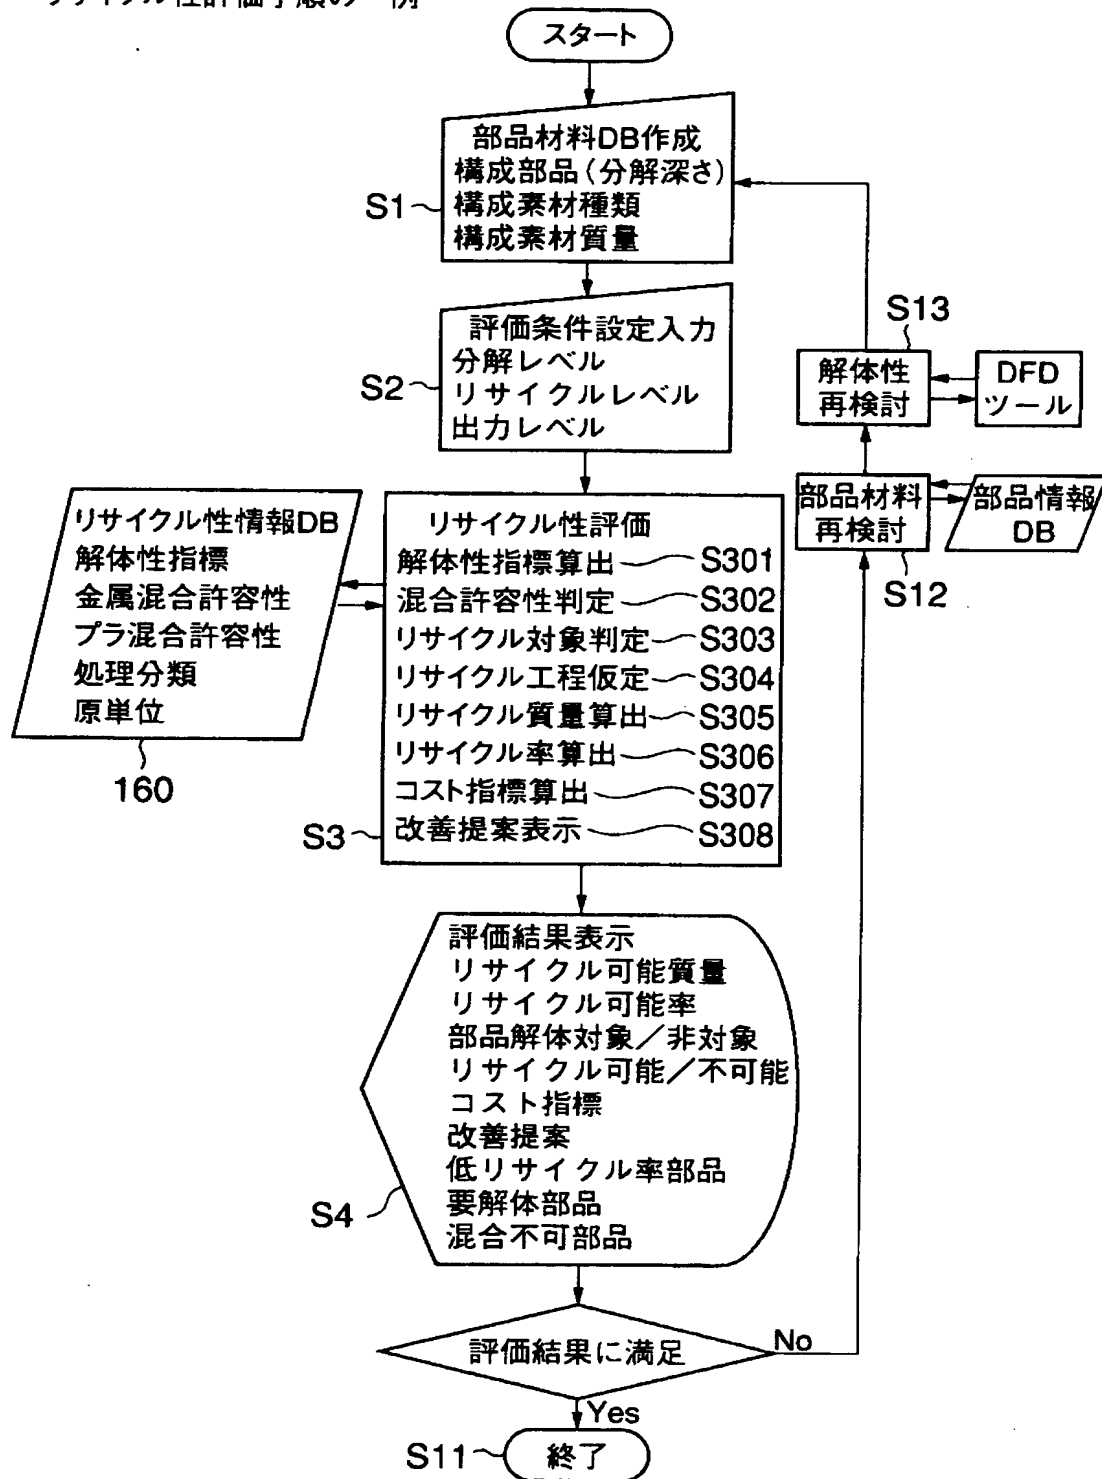 リサイクル性評価手順の一例
スタート
部品材料DB作成
構成部品(分解深さ)
構成素材種類
構成素材質量
S1
評価条件設定入力
分解レベル
リサイクルレベル
出力レベル
S2
S13
解体性
再検討
DFD
ツール
部品材料
再検討
部品情報
DB
S12
リサイクル性情報DB
解体性指標
金属混合許容性
プラ混合許容性
処理分類
原単位
160
リサイクル性評価
解体性指標算出 S301
混合許容性判定 S302
リサイクル対象判定 S303
リサイクル工程仮定 S304
リサイクル質量算出 S305
リサイクル率算出 S306
コスト指標算出 S307
改善提案表示 S308
S3
評価結果表示
リサイクル可能質量
リサイクル可能率
部品解体対象/非対象
リサイクル可能/不可能
コスト指標
改善提案
低リサイクル率部品
要解体部品
混合不可部品
S4
評価結果に満足
No
Yes
S11
終了